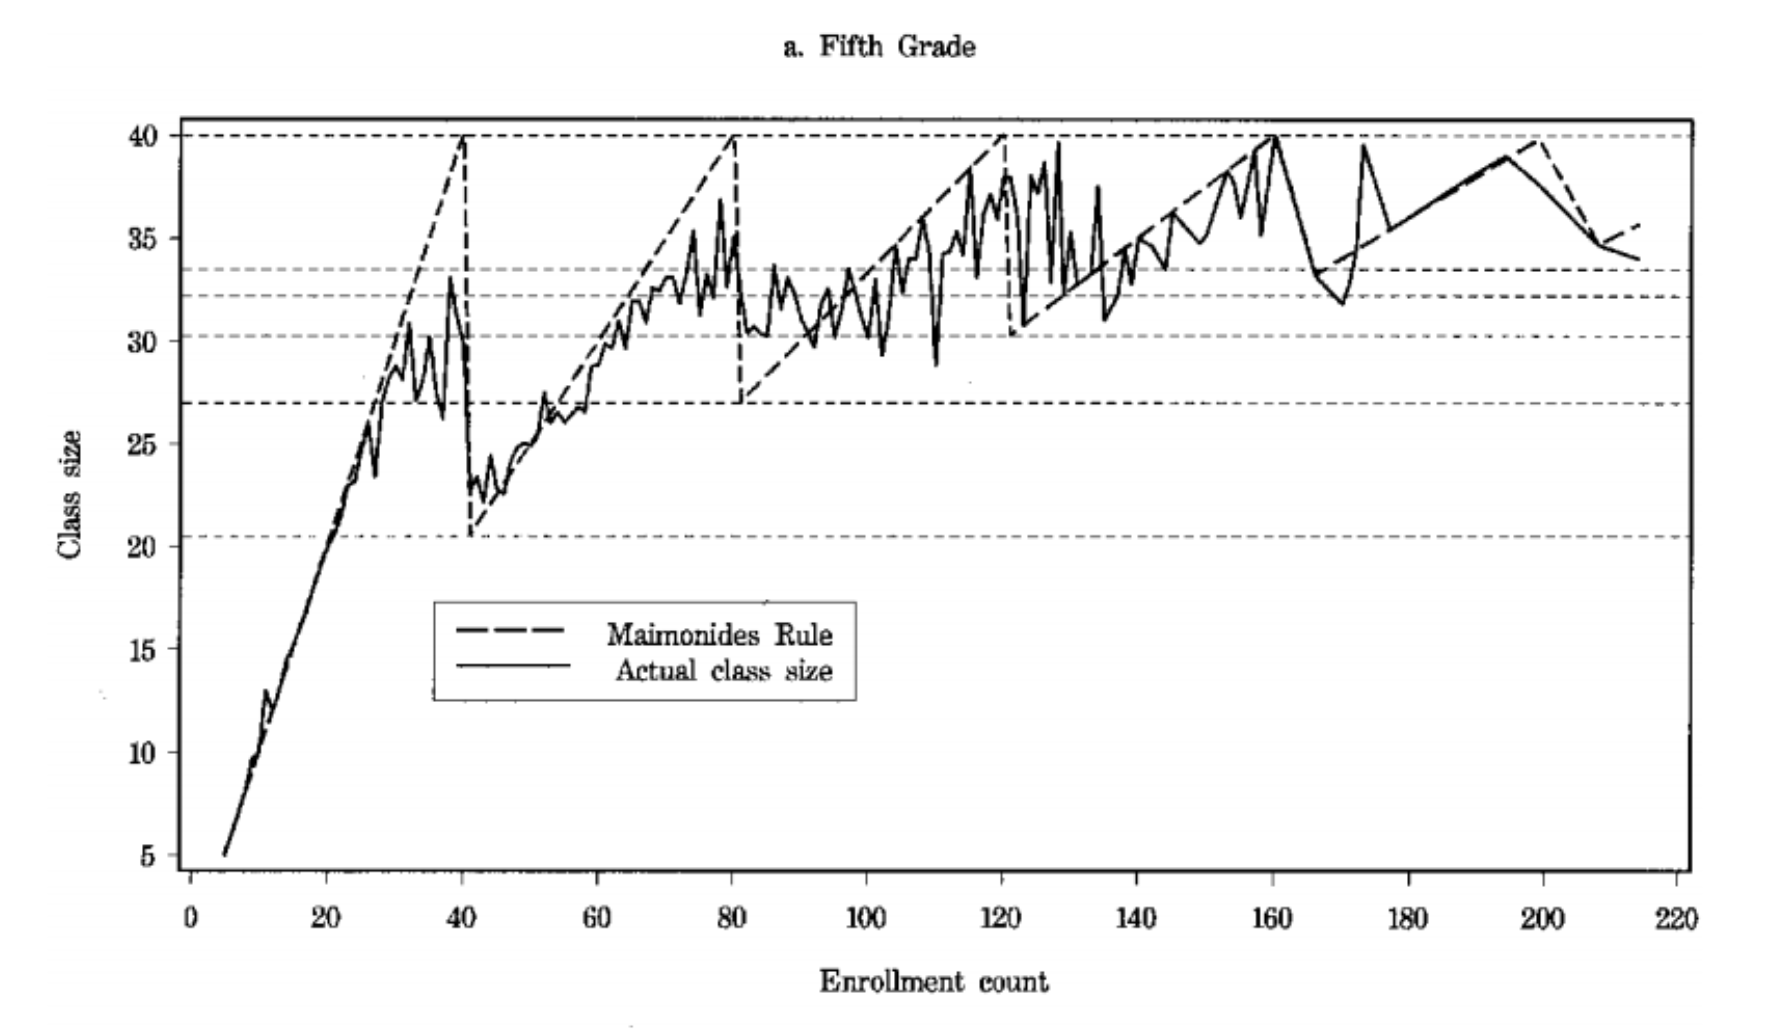 a. Fifth Grade
40
35
30
25
20
15
10
5
Class size
Maimonides Rule
Actual class size
0 20 40 60 80 100 120 140 160 180 200 220
Enrollment count